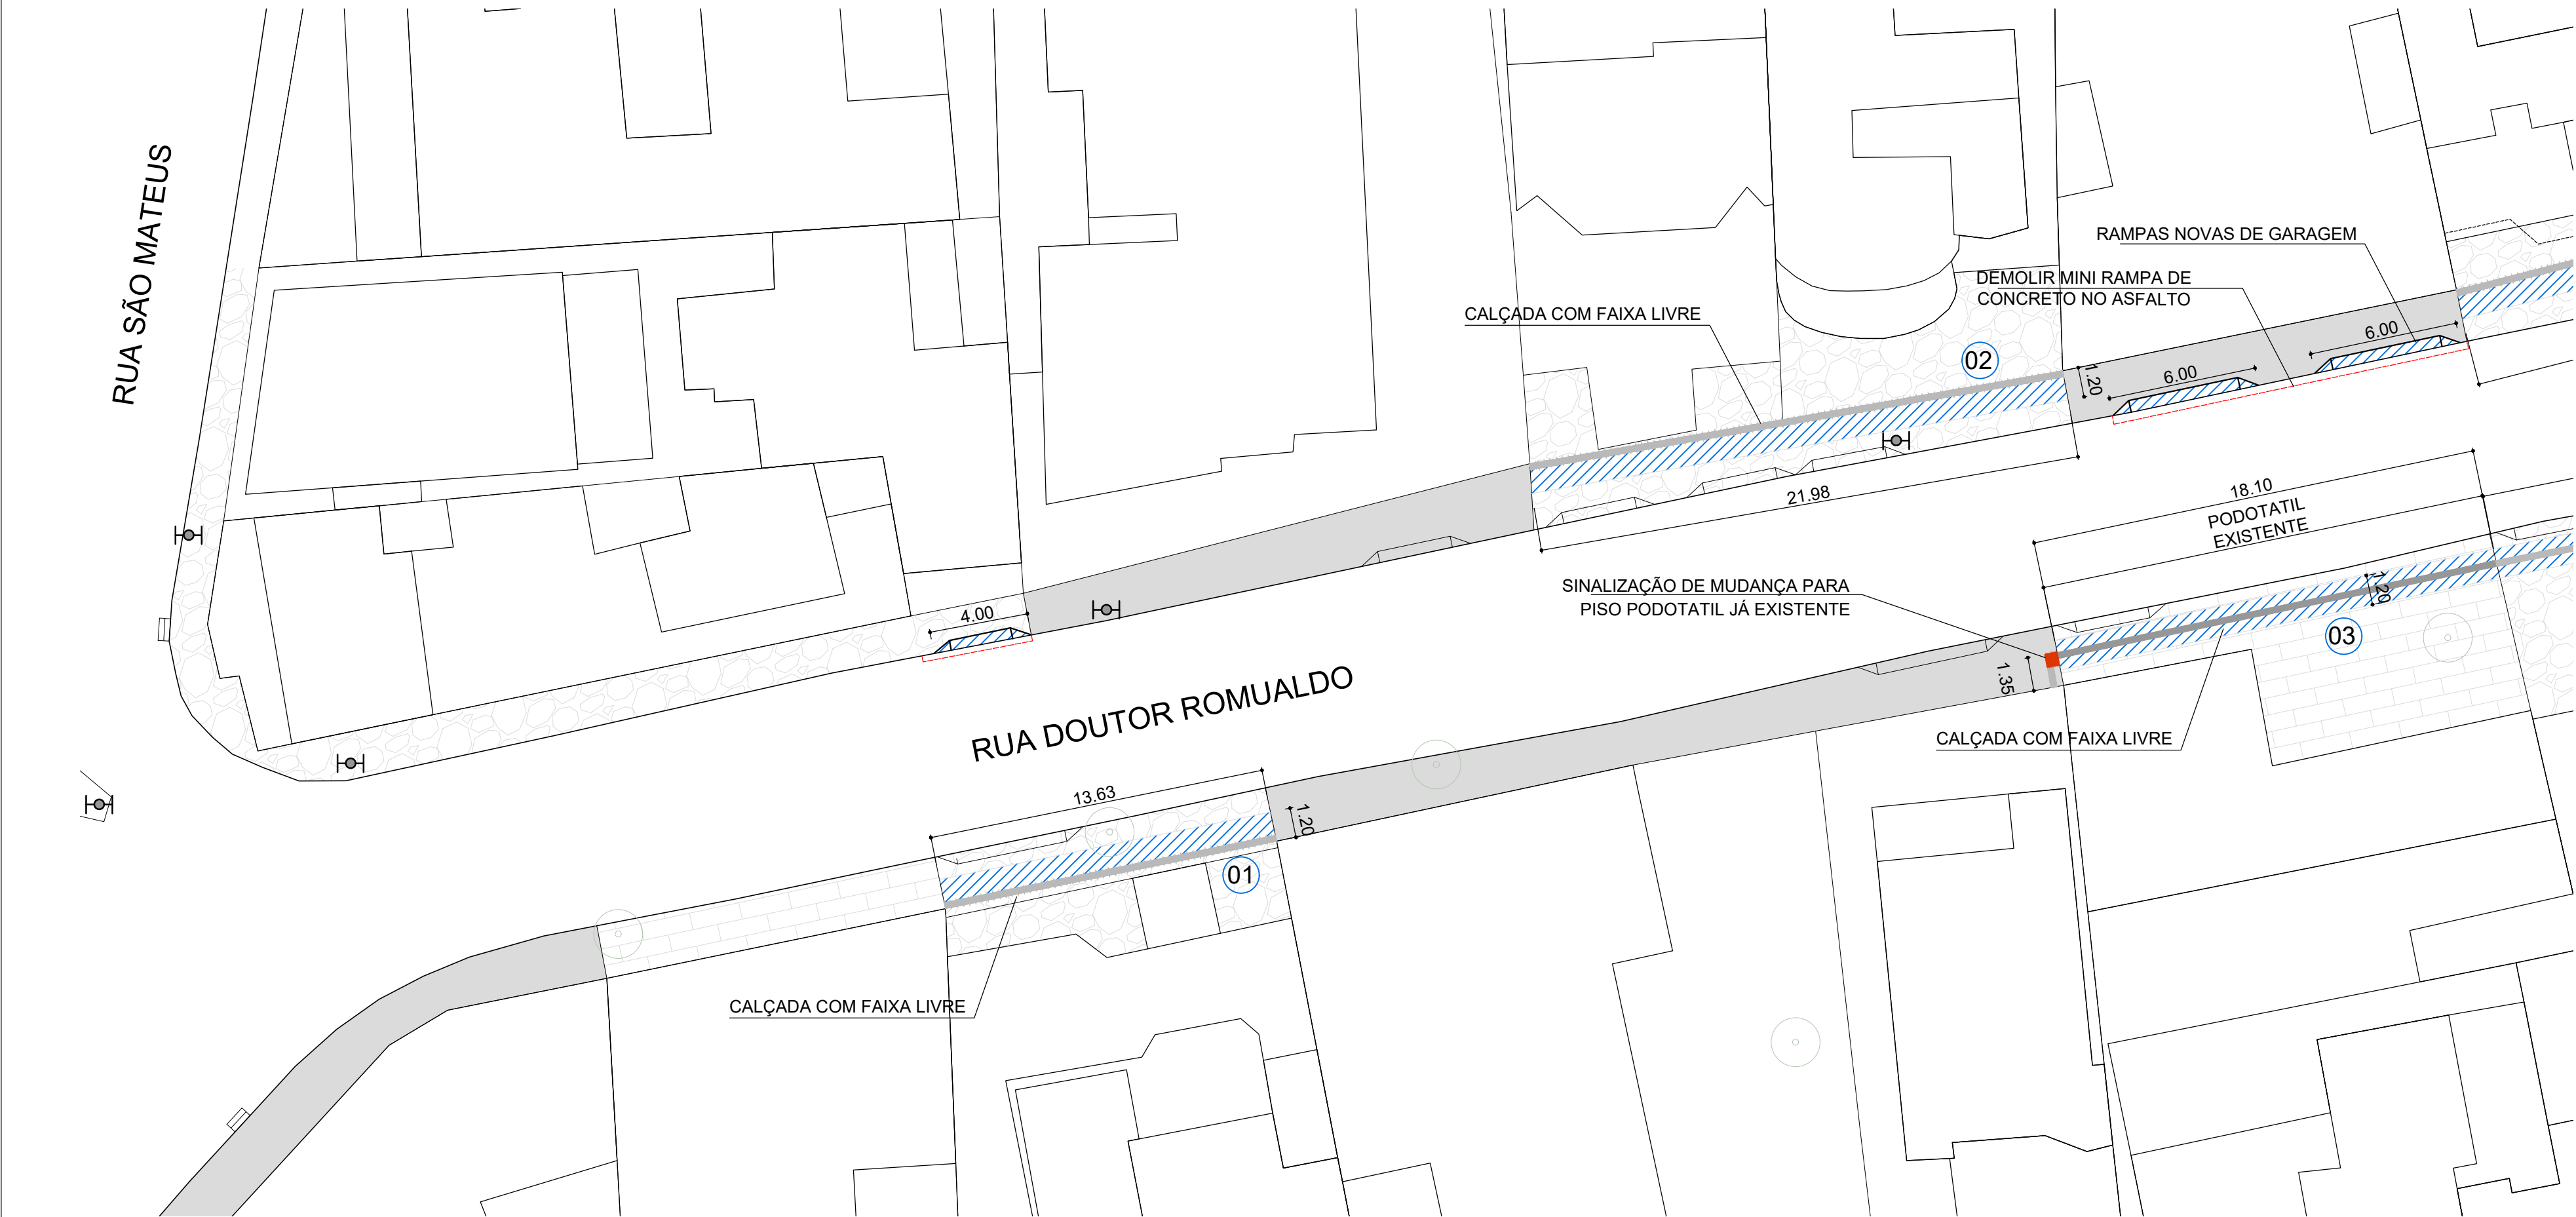 RUA SÃO MATEUS
RAMPAS NOVAS DE GARAGEM
DEMOLIR MINI RAMPA DE
CONCRETO NO ASFALTO
CALÇADA COM FAIXA LIVRE
02
1.20
6.00
6.00
21.98
18.10
PODOTATIL
EXISTENTE
SINALIZAÇÃO DE MUDANÇA PARA
PISO PODOTATIL JÁ EXISTENTE
4.00
1.20
03
1.35
RUA DOUTOR ROMUALDO
CALÇADA COM FAIXA LIVRE
13.63
1.20
01
CALÇADA COM FAIXA LIVRE